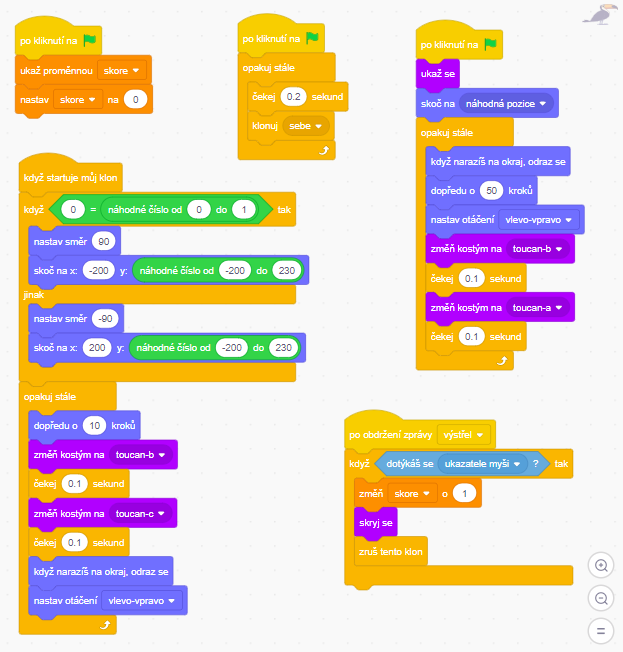 po kliknutí na
ukaž proměnnou skore
nastav skore na 0
po kliknutí na
opakuj stále
čekej 0.2 sekund
klonuj sebe
po kliknutí na
ukaž se
skoč na náhodná pozice
opakuj stále
když narazíš na okraj, odraz se
dopředu o 50 kroků
nastav otáčení vlevo-vpravo
změň kostým na toucan-b
čekej 0.1 sekund
změň kostým na toucan-a
čekej 0.1 sekund
když startuje můj klon
když 0 = náhodné číslo od 0 do 1 tak
nastav směr 90
skoč na x: -200 y: náhodné číslo od -200 do 230
jinak
nastav směr -90
skoč na x: 200 y: náhodné číslo od -200 do 230
opakuj stále
dopředu o 10 kroků
změň kostým na toucan-b
čekej 0.1 sekund
změň kostým na toucan-c
čekej 0.1 sekund
když narazíš na okraj, odraz se
nastav otáčení vlevo-vpravo
po obdržení zprávy výstřel
když dotýkáš se ukazatele myši ? tak
změň skore o 1
skryj se
zruš tento klon